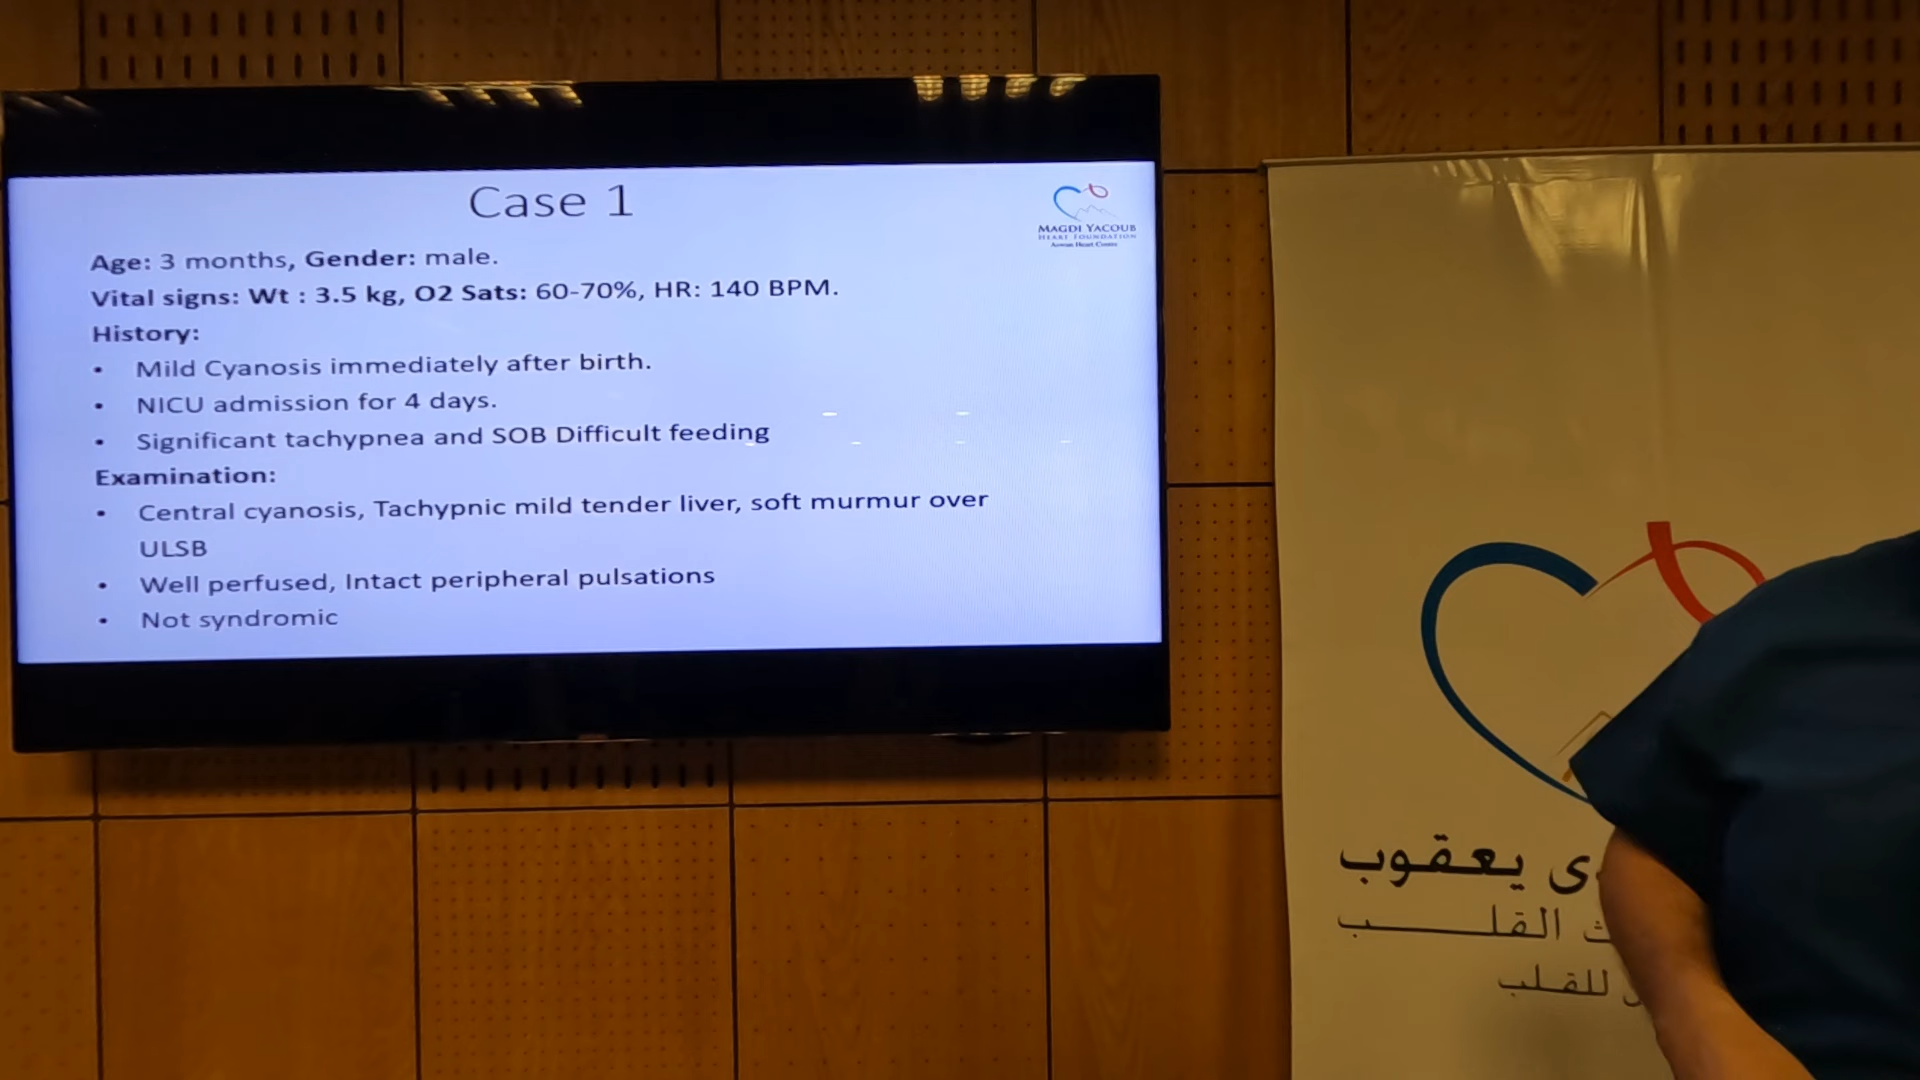 Case 1
MAGDI YACOUB
HEART FOUNDATION
Aswan Heart Centre
Age: 3 months, Gender: male.
Vital signs: Wt : 3.5 kg, O2 Sats: 60-70%, HR: 140 BPM.
History:
• Mild Cyanosis immediately after birth.
• NICU admission for 4 days.
• Significant tachypnea and SOB Difficult feeding
Examination:
• Central cyanosis, Tachypnic mild tender liver, soft murmur over
ULSB
• Well perfused, Intact peripheral pulsations
• Not syndromic
يعقوب
القلب
للقلب